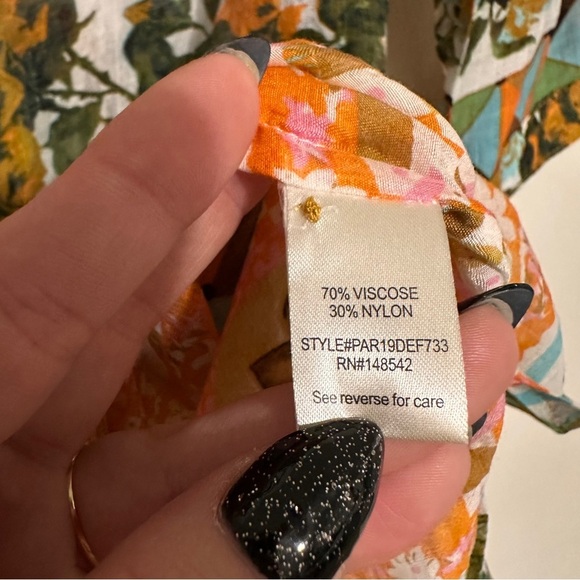 70% VISCOSE
30% NYLON
STYLE#PAR19DEF733
RN#148542
See reverse for care